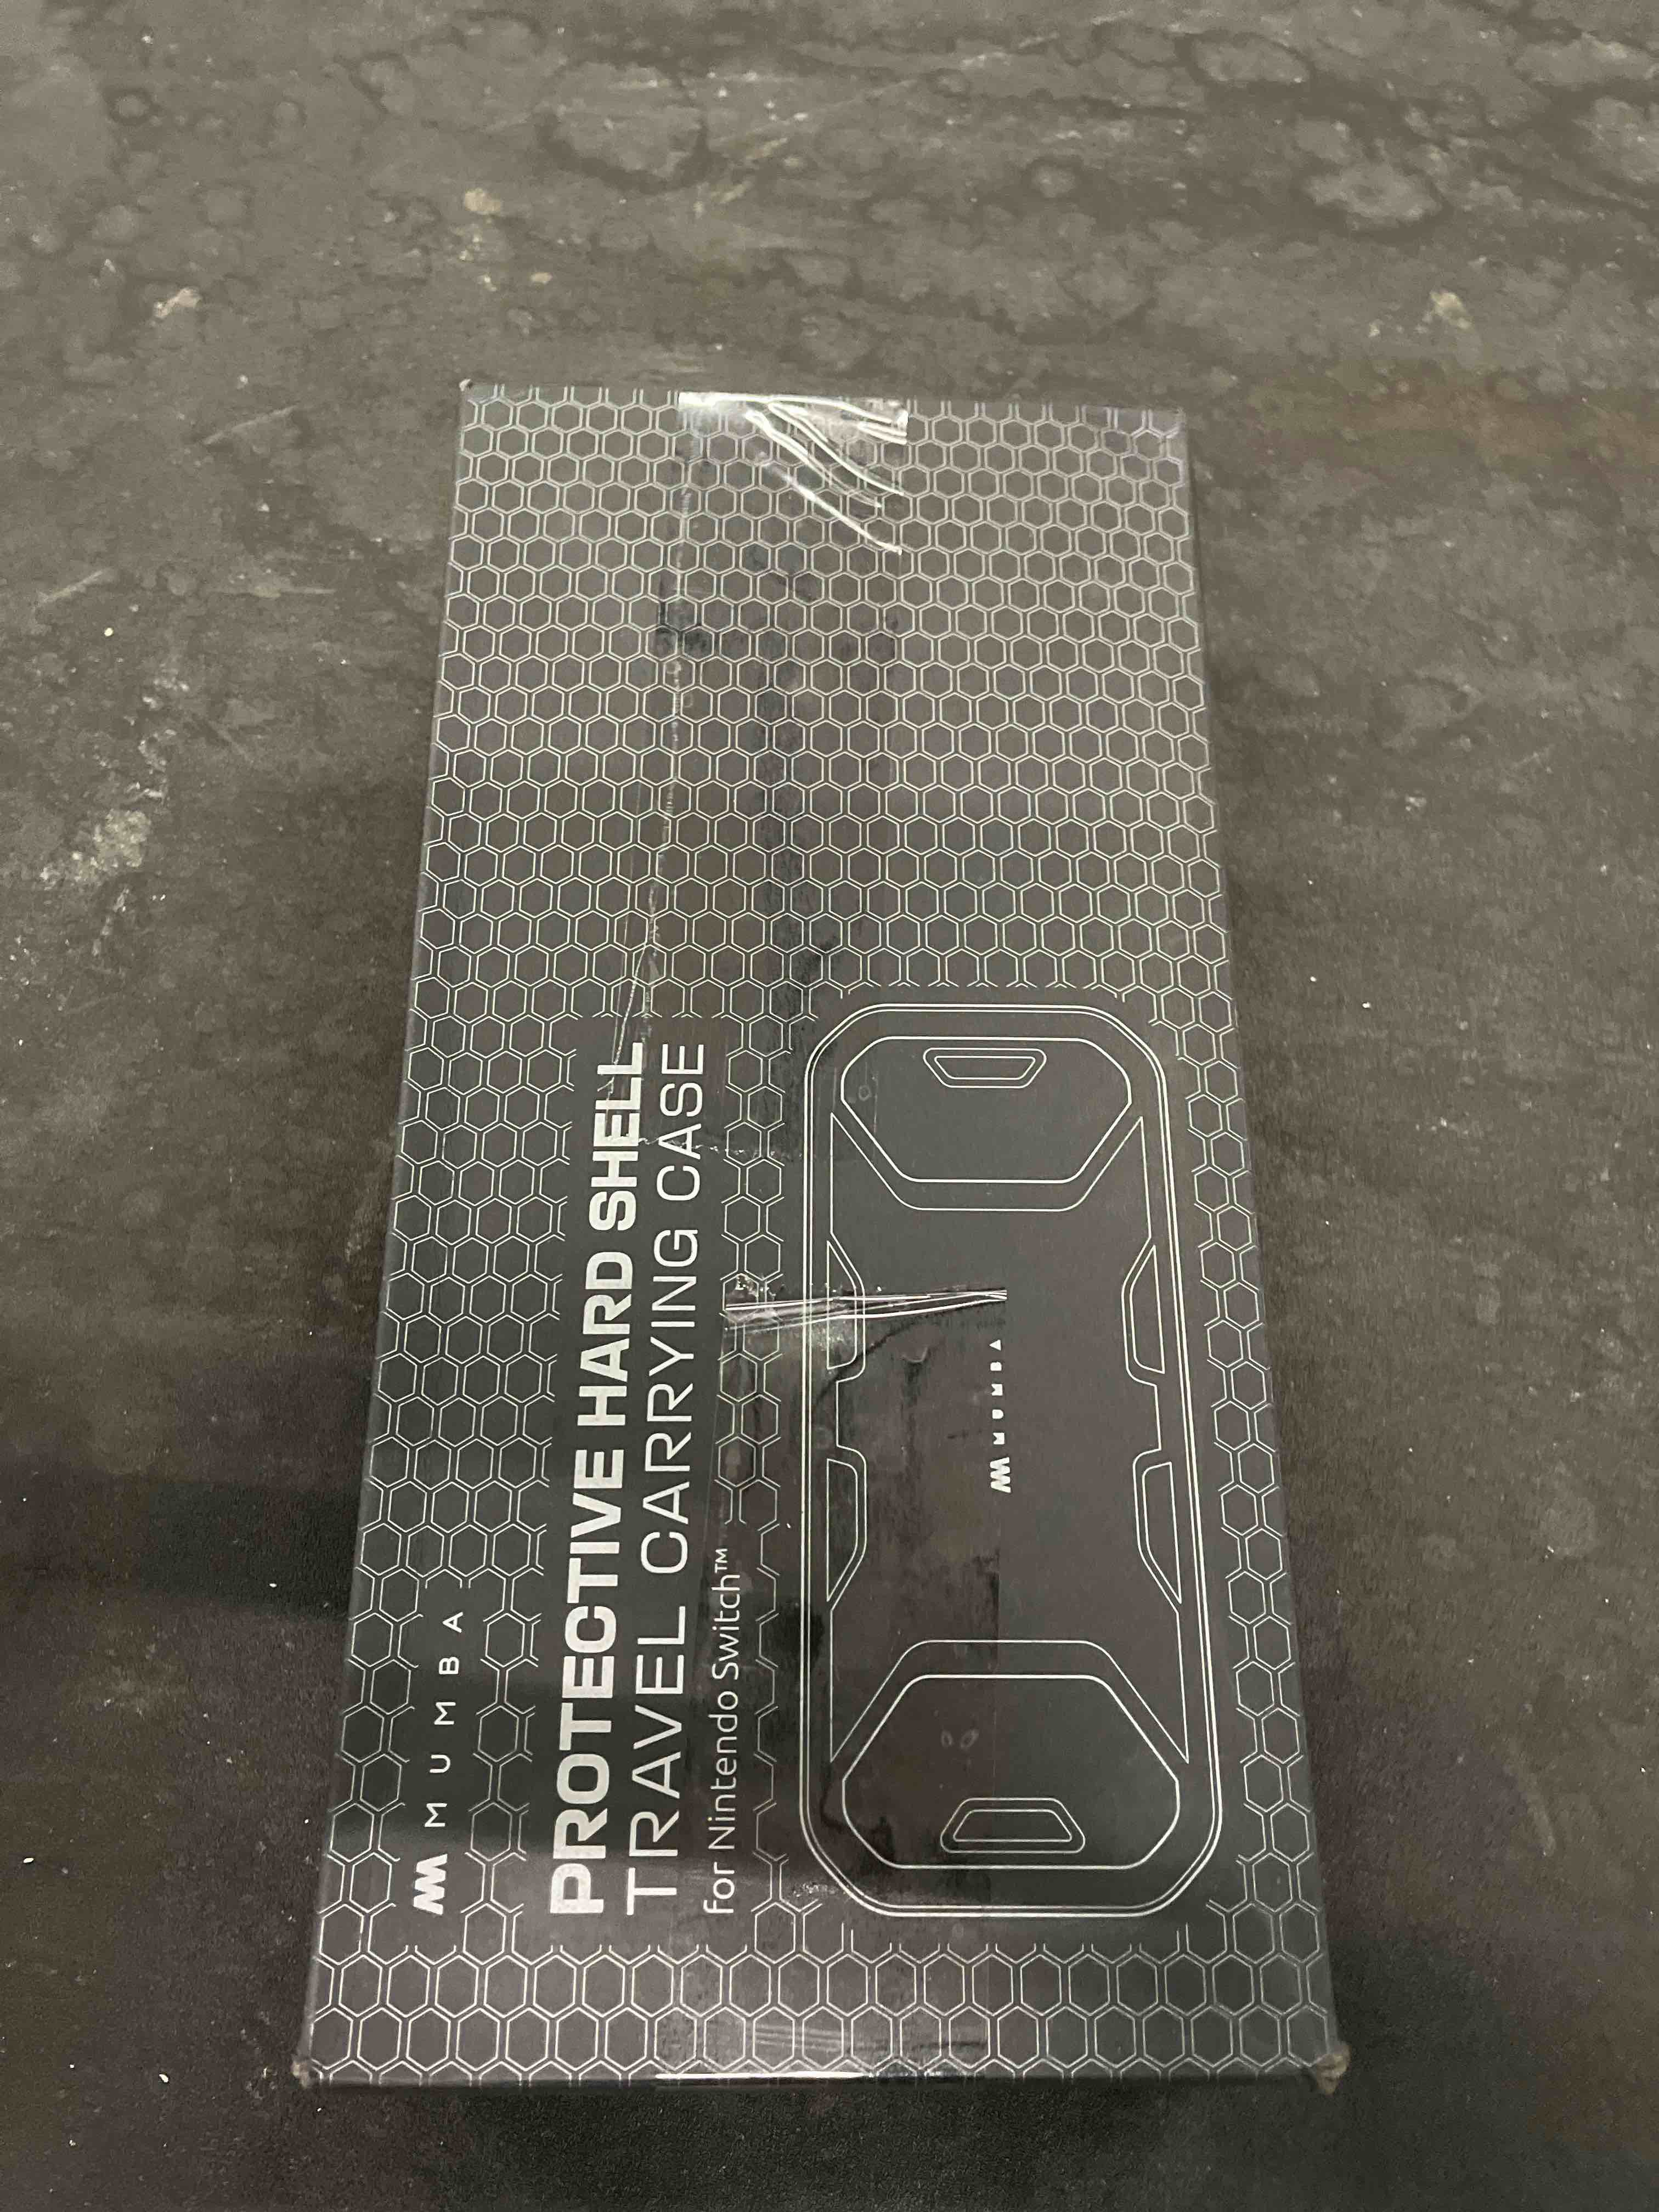 MUMBA
PROTECTIVE HARD SHELL
TRAVEL CARRYING CASE
for Nintendo Switch™
MUMBA